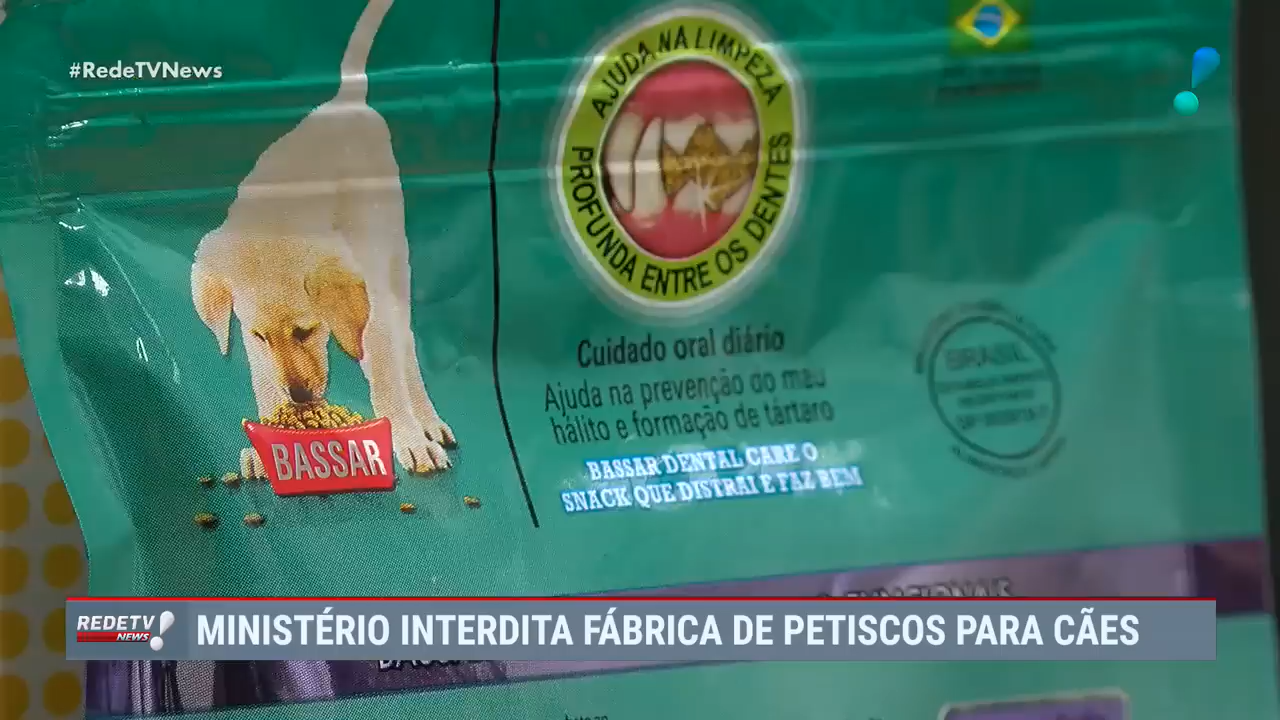 #RedeTVNews
AJUDA NA LIMPEZA
PROFUNDA ENTRE OS DENTES
Cuidado oral diário
Ajuda na prevenção do mau
hálito e formação de tártaro
BASSAR DENTAL CARE O
SNACK QUE DISTRAI E FAZ BEM
BASSAR
BRASIL
REDETV!
NEWS
MINISTÉRIO INTERDITA FÁBRICA DE PETISCOS PARA CÃES